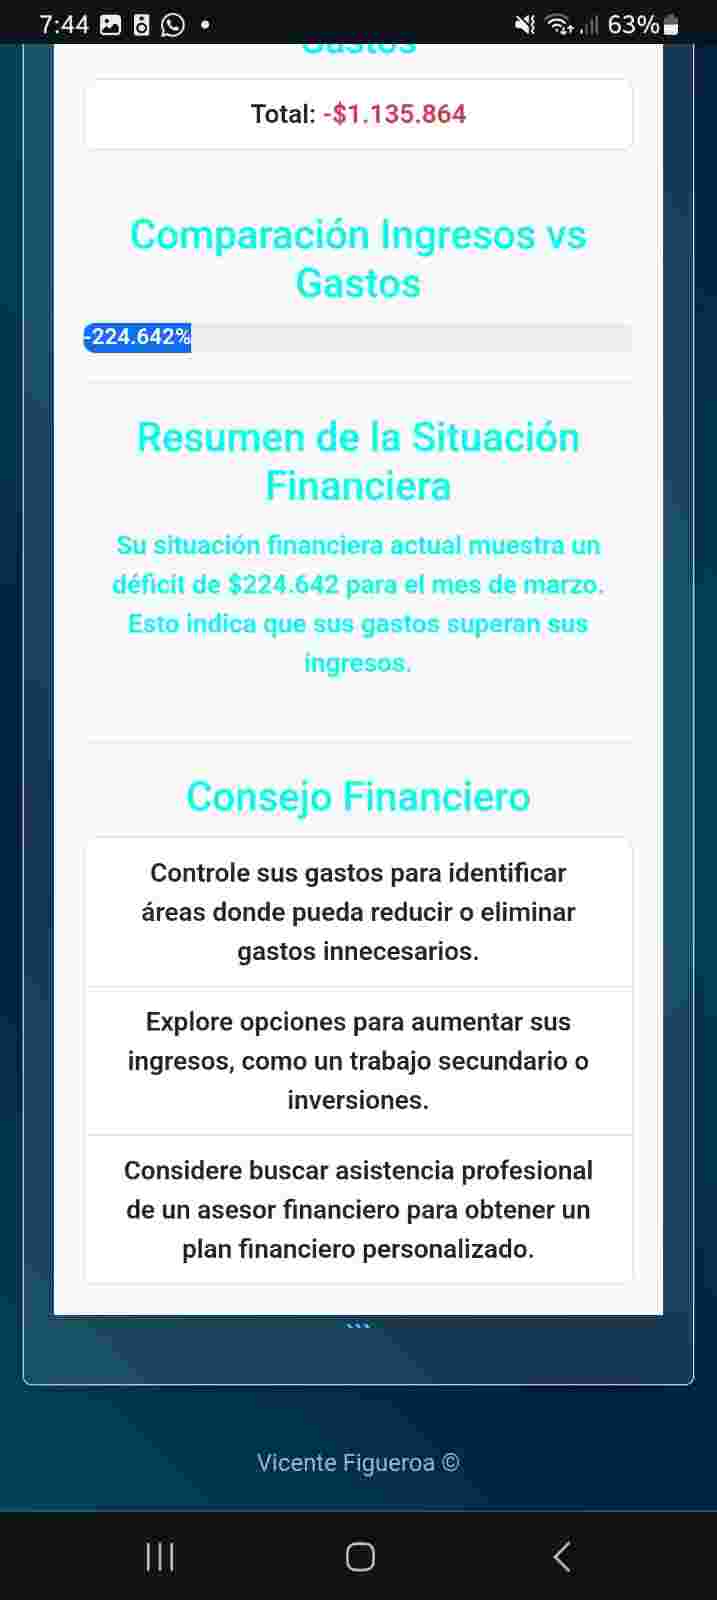 7:44
63%
Gastos
Total: -$1.135.864
Comparación Ingresos vs
Gastos
-224.642%
Resumen de la Situación
Financiera
Su situación financiera actual muestra un
déficit de $224.642 para el mes de marzo.
Esto indica que sus gastos superan sus
ingresos.
Consejo Financiero
Controle sus gastos para identificar
áreas donde pueda reducir o eliminar
gastos innecesarios.
Explore opciones para aumentar sus
ingresos, como un trabajo secundario o
inversiones.
Considere buscar asistencia profesional
de un asesor financiero para obtener un
plan financiero personalizado.
```
Vicente Figueroa ©